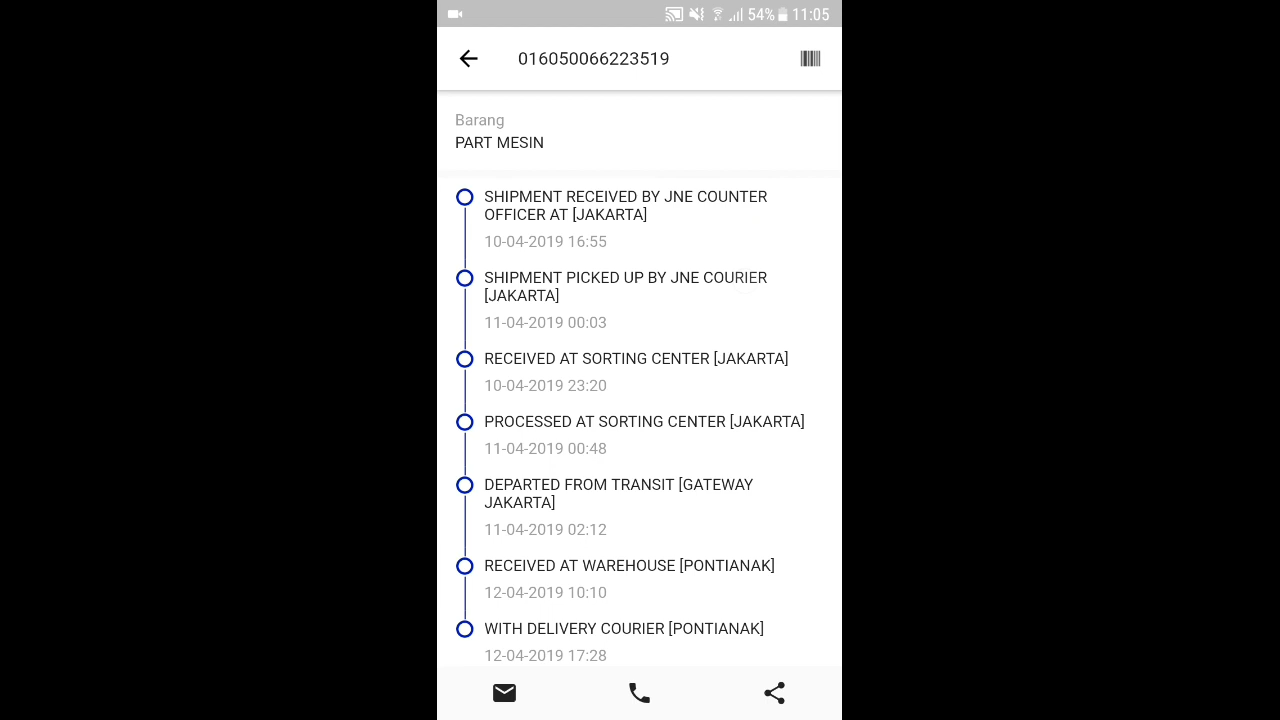 54% 11:05
016050066223519
Barang
PART MESIN
SHIPMENT RECEIVED BY JNE COUNTER
OFFICER AT [JAKARTA]
10-04-2019 16:55
SHIPMENT PICKED UP BY JNE COURIER
[JAKARTA]
11-04-2019 00:03
RECEIVED AT SORTING CENTER [JAKARTA]
10-04-2019 23:20
PROCESSED AT SORTING CENTER [JAKARTA]
11-04-2019 00:48
DEPARTED FROM TRANSIT [GATEWAY
JAKARTA]
11-04-2019 02:12
RECEIVED AT WAREHOUSE [PONTIANAK]
12-04-2019 10:10
WITH DELIVERY COURIER [PONTIANAK]
12-04-2019 17:28